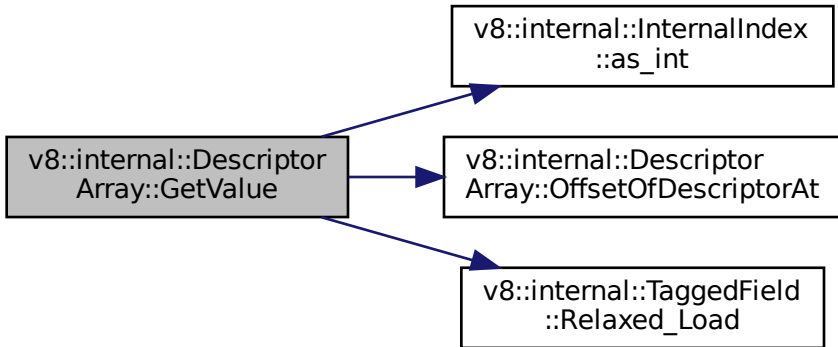 v8::internal::InternalIndex
::as_int
v8::internal::Descriptor
Array::GetValue
v8::internal::Descriptor
Array::OffsetOfDescriptorAt
v8::internal::TaggedField
::Relaxed_Load